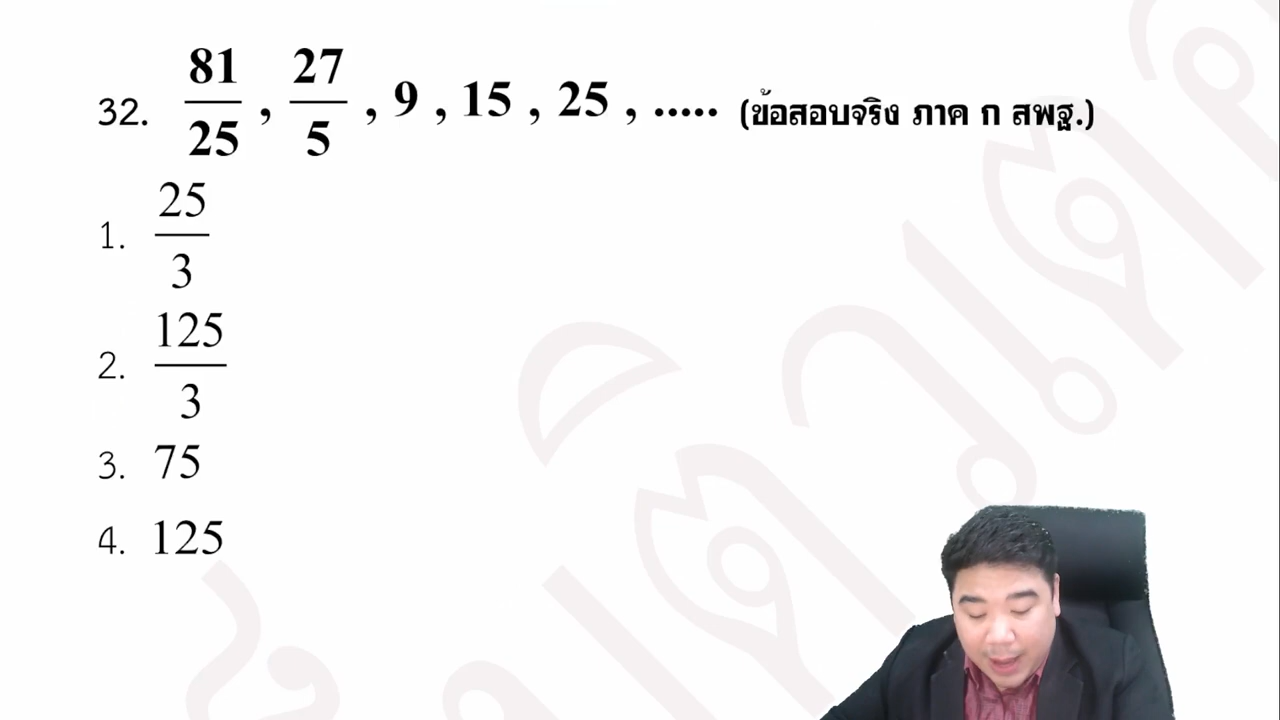 32. 81/25 , 27/5 , 9 , 15 , 25 , ..... (ข้อสอบจริง ภาค ก สพฐ.)
1. 25/3
2. 125/3
3. 75
4. 125